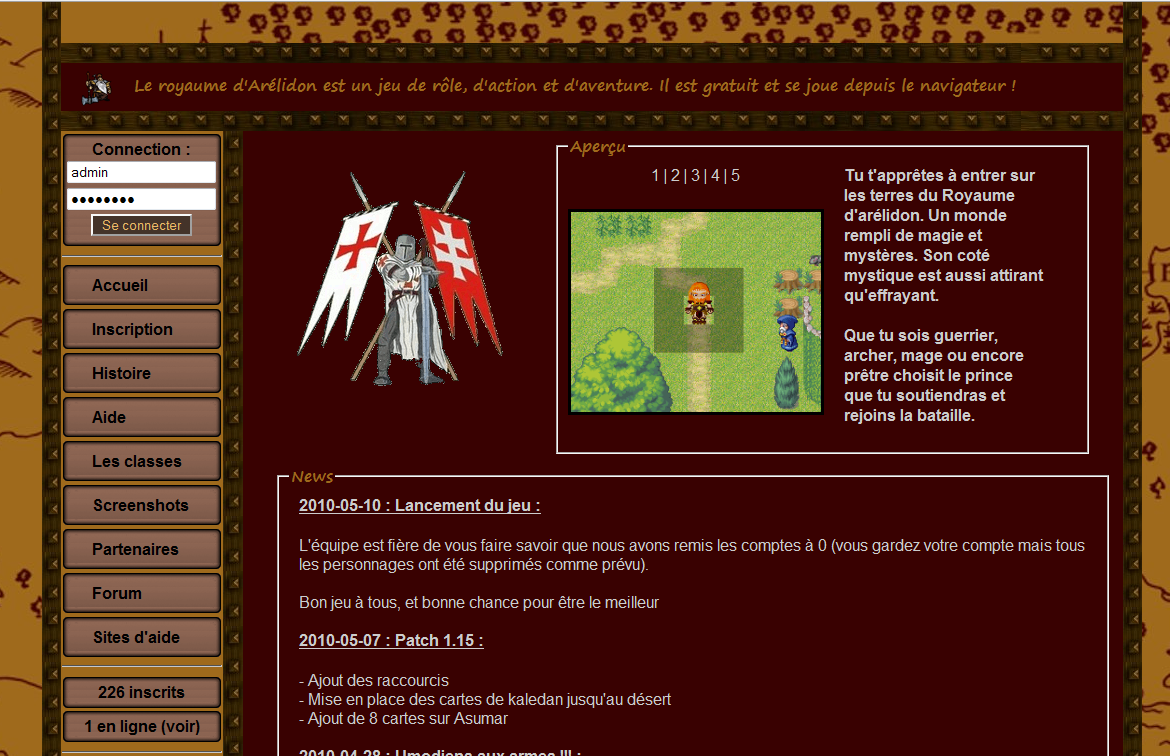 Le royaume d'Arélidon est un jeu de rôle, d'action et d'aventure. Il est gratuit et se joue depuis le navigateur !
Connection :
admin
●●●●●●●●
Se connecter
Accueil
Inscription
Histoire
Aide
Les classes
Screenshots
Partenaires
Forum
Sites d'aide
226 inscrits
1 en ligne (voir)
Aperçu
1 | 2 | 3 | 4 | 5
Tu t'apprêtes à entrer sur
les terres du Royaume
d'arélidon. Un monde
rempli de magie et
mystères. Son coté
mystique est aussi attirant
qu'effrayant.
Que tu sois guerrier,
archer, mage ou encore
prêtre choisit le prince
que tu soutiendras et
rejoins la bataille.
News
2010-05-10 : Lancement du jeu :
L'équipe est fière de vous faire savoir que nous avons remis les comptes à 0 (vous gardez votre compte mais tous
les personnages ont été supprimés comme prévu).
Bon jeu à tous, et bonne chance pour être le meilleur
2010-05-07 : Patch 1.15 :
- Ajout des raccourcis
- Mise en place des cartes de kaledan jusqu'au désert
- Ajout de 8 cartes sur Asumar
2010-04-28 : Umodiens aux armes !!! :